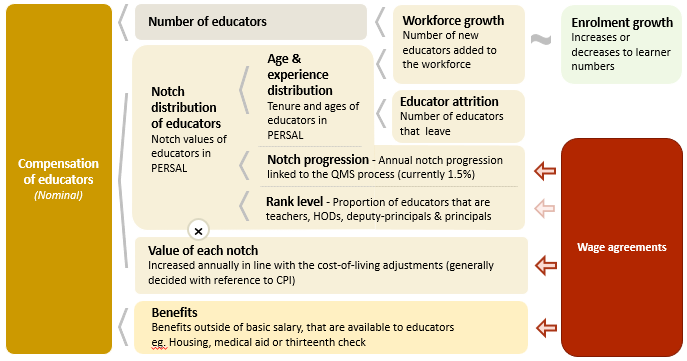 Number of educators
Workforce growth
Number of new
educators added to
the workforce
Enrolment growth
Increases or
decreases to learner
numbers
Age &
experience
distribution
Tenure and ages of
educators in
PERSAL
Notch
distribution
of educators
Notch values of
educators in
PERSAL
Educator attrition
Number of educators
that leave
Compensation
of educators
(Nominal)
Notch progression - Annual notch progression
linked to the QMS process (currently 1.5%)
Rank level - Proportion of educators that are
teachers, HODs, deputy-principals & principals
Wage agreements
×
Value of each notch
Increased annually in line with the cost-of-living adjustments (generally
decided with reference to CPI)
Benefits
Benefits outside of basic salary, that are available to educators
eg. Housing, medical aid or thirteenth check